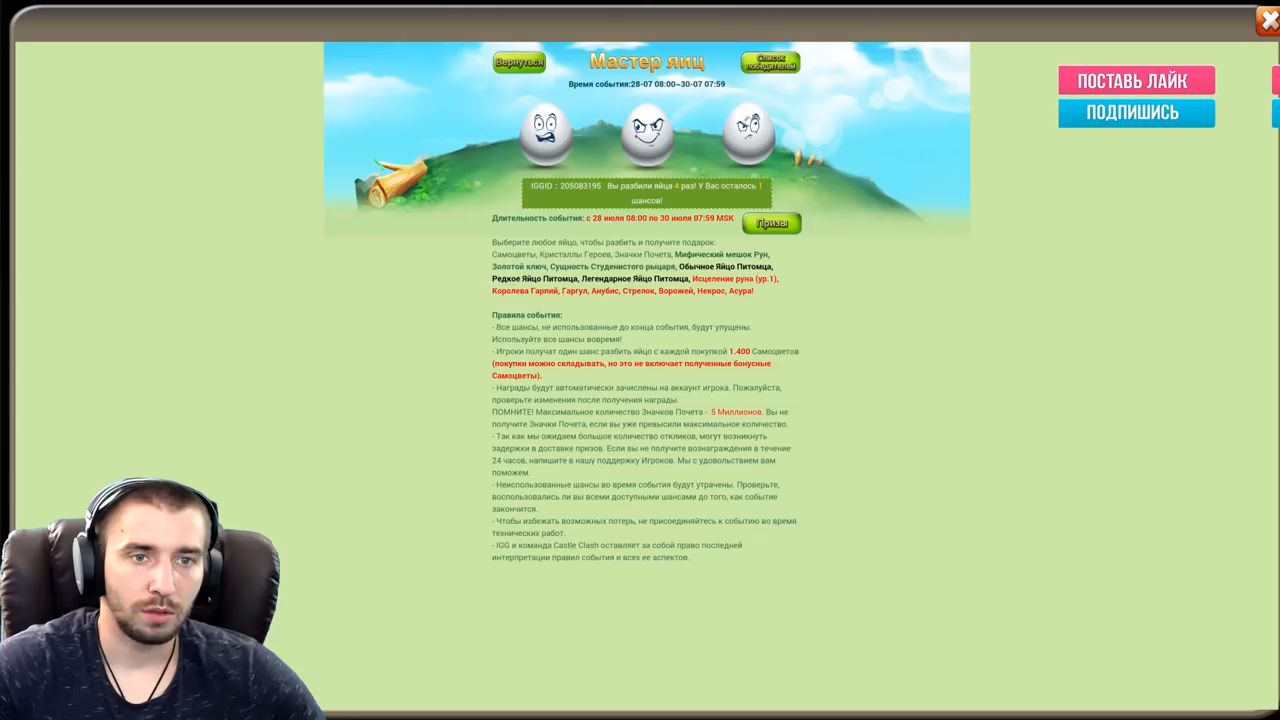 Вернуться
Мастер яиц
Список
победителей
ПОСТАВЬ ЛАЙК
ПОДПИШИСЬ
Время события:28-07 08:00~30-07 07:59
IGGID : 205083195 Вы разбили яйца 4 раз! У Вас осталось 1
шансов!
Длительность события: с 28 июля 08:00 по 30 июля 07:59 MSK
Призы
Выберите любое яйцо, чтобы разбить и получите подарок:
Самоцветы, Кристаллы Героев, Значки Почета, Мифический мешок Рун,
Золотой ключ, Сущность Студенистого рыцаря, Обычное Яйцо Питомца,
Редкое Яйцо Питомца, Легендарное Яйцо Питомца, Исцеление руна (ур.1),
Королева Гарпий, Гаргул, Анубис, Стрелок, Ворожей, Некрос, Асура!
Правила события:
- Все шансы, не использованные до конца события, будут упущены.
Используйте все шансы вовремя!
- Игроки получат один шанс разбить яйцо с каждой покупкой 1.400 Самоцветов
(покупки можно складывать, но это не включает полученные бонусные
Самоцветы).
- Награды будут автоматически зачислены на аккаунт игрока. Пожалуйста,
проверьте изменения после получения награды.
ПОМНИТЕ! Максимальное количество Значков Почета - 5 Миллионов. Вы не
получите Значки Почета, если вы уже превысили максимальное количество.
- Так как мы ожидаем большое количество откликов, могут возникнуть
задержки в доставке призов. Если вы не получите вознаграждения в течение
24 часов, напишите в нашу поддержку Игроков. Мы с удовольствием вам
поможем.
- Неиспользованные шансы во время события будут утрачены. Проверьте,
воспользовались ли вы всеми доступными шансами до того, как событие
закончится.
- Чтобы избежать возможных потерь, не присоединяйтесь к событию во время
технических работ.
- IGG и команда Castle Clash оставляет за собой право последней
интерпретации правил события и всех ее аспектов.